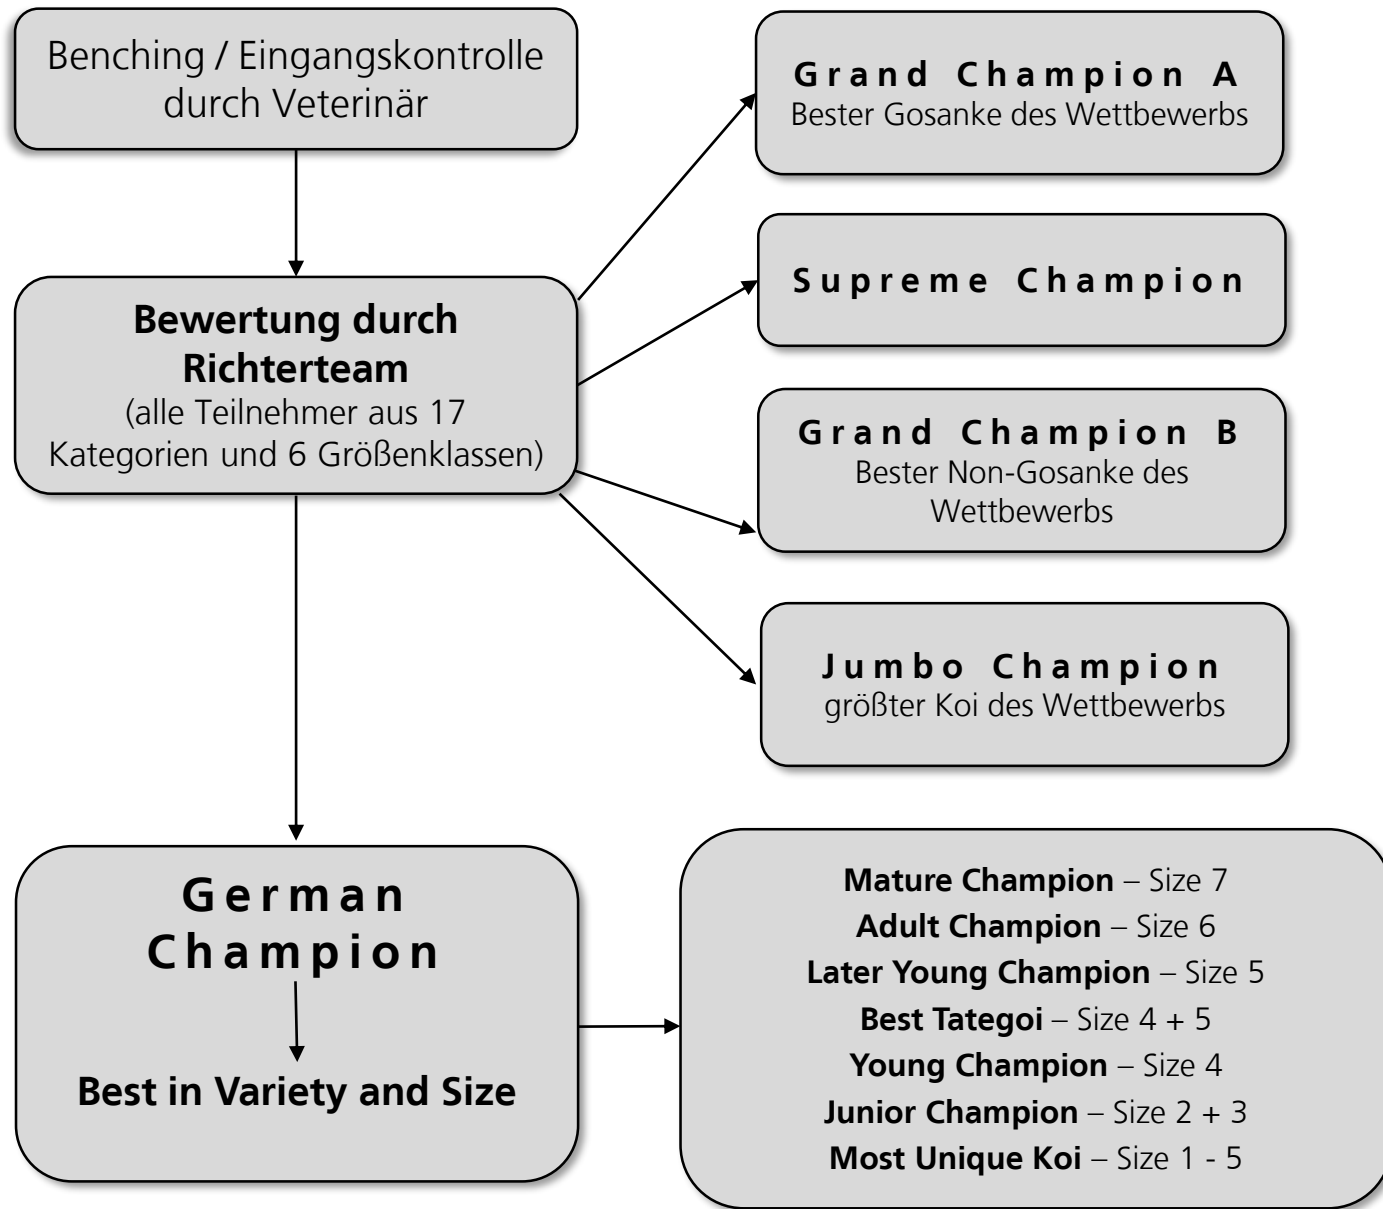 Benching / Eingangskontrolle
durch Veterinär
Grand Champion A
Bester Gosanke des Wettbewerbs
Supreme Champion
Bewertung durch
Richterteam
(alle Teilnehmer aus 17
Kategorien und 6 Größenklassen)
Grand Champion B
Bester Non-Gosanke des
Wettbewerbs
Jumbo Champion
größter Koi des Wettbewerbs
German
Champion
Best in Variety and Size
Mature Champion – Size 7
Adult Champion – Size 6
Later Young Champion – Size 5
Best Tategoi – Size 4 + 5
Young Champion – Size 4
Junior Champion – Size 2 + 3
Most Unique Koi – Size 1 - 5